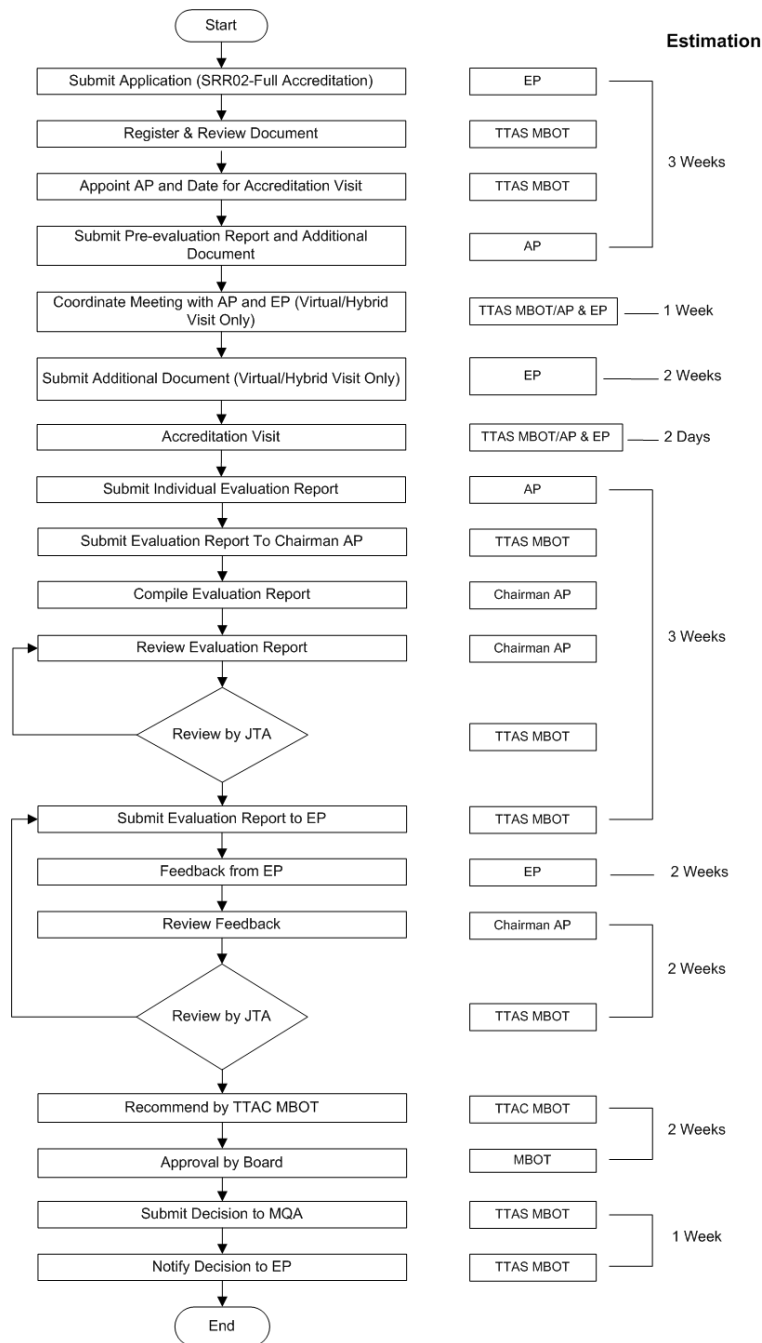 Start
Estimation
Submit Application (SRR02-Full Accreditation)
EP
Register & Review Document
TTAS MBOT
3 Weeks
Appoint AP and Date for Accreditation Visit
TTAS MBOT
Submit Pre-evaluation Report and Additional
Document
AP
Coordinate Meeting with AP and EP (Virtual/Hybrid
Visit Only)
TTAS MBOT/AP & EP
1 Week
Submit Additional Document (Virtual/Hybrid Visit Only)
EP
2 Weeks
Accreditation Visit
TTAS MBOT/AP & EP
2 Days
Submit Individual Evaluation Report
AP
Submit Evaluation Report To Chairman AP
TTAS MBOT
Compile Evaluation Report
Chairman AP
3 Weeks
Review Evaluation Report
Chairman AP
Review by JTA
TTAS MBOT
Submit Evaluation Report to EP
TTAS MBOT
Feedback from EP
EP
2 Weeks
Review Feedback
Chairman AP
2 Weeks
Review by JTA
TTAS MBOT
Recommend by TTAC MBOT
TTAC MBOT
2 Weeks
Approval by Board
MBOT
Submit Decision to MQA
TTAS MBOT
1 Week
Notify Decision to EP
TTAS MBOT
End